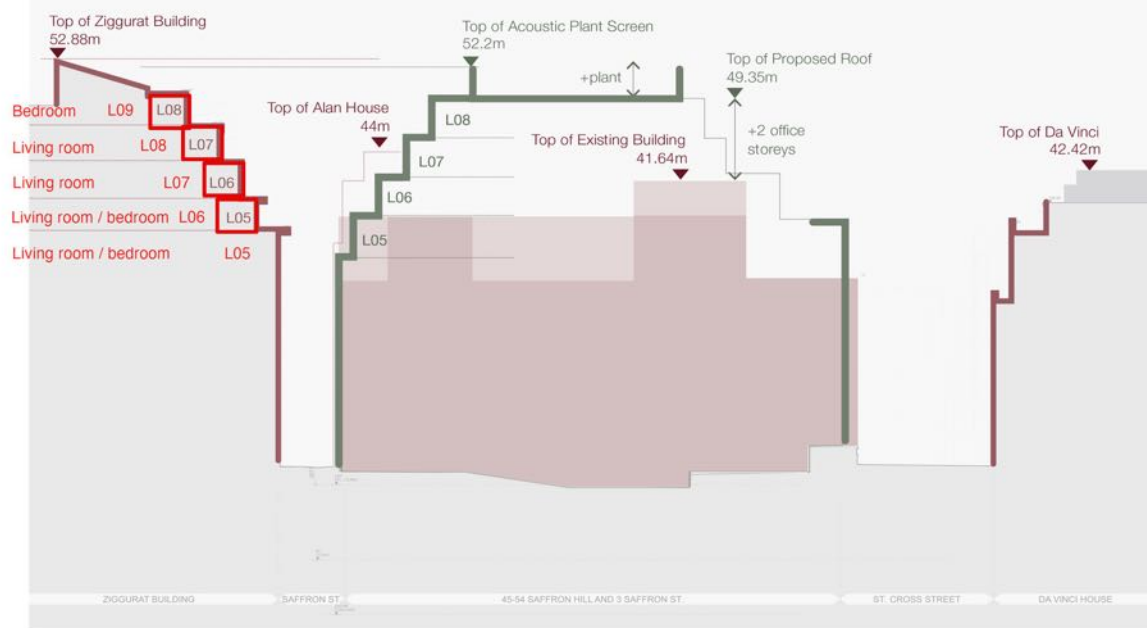 Top of Ziggurat Building
52.88m
Top of Acoustic Plant Screen
52.2m
Top of Proposed Roof
49.35m
+plant
Bedroom L09 L08
Top of Alan House
44m
L08
+2 office
storeys
Top of Existing Building
41.64m
Top of Da Vinci
42.42m
Living room L08 L07
L07
Living room L07 L06
L06
Living room / bedroom L06 L05
L05
Living room / bedroom L05
ZIGGURAT BUILDING
SAFFRON ST.
45-54 SAFFRON HILL AND 3 SAFFRON ST.
ST. CROSS STREET
DA VINCI HOUSE